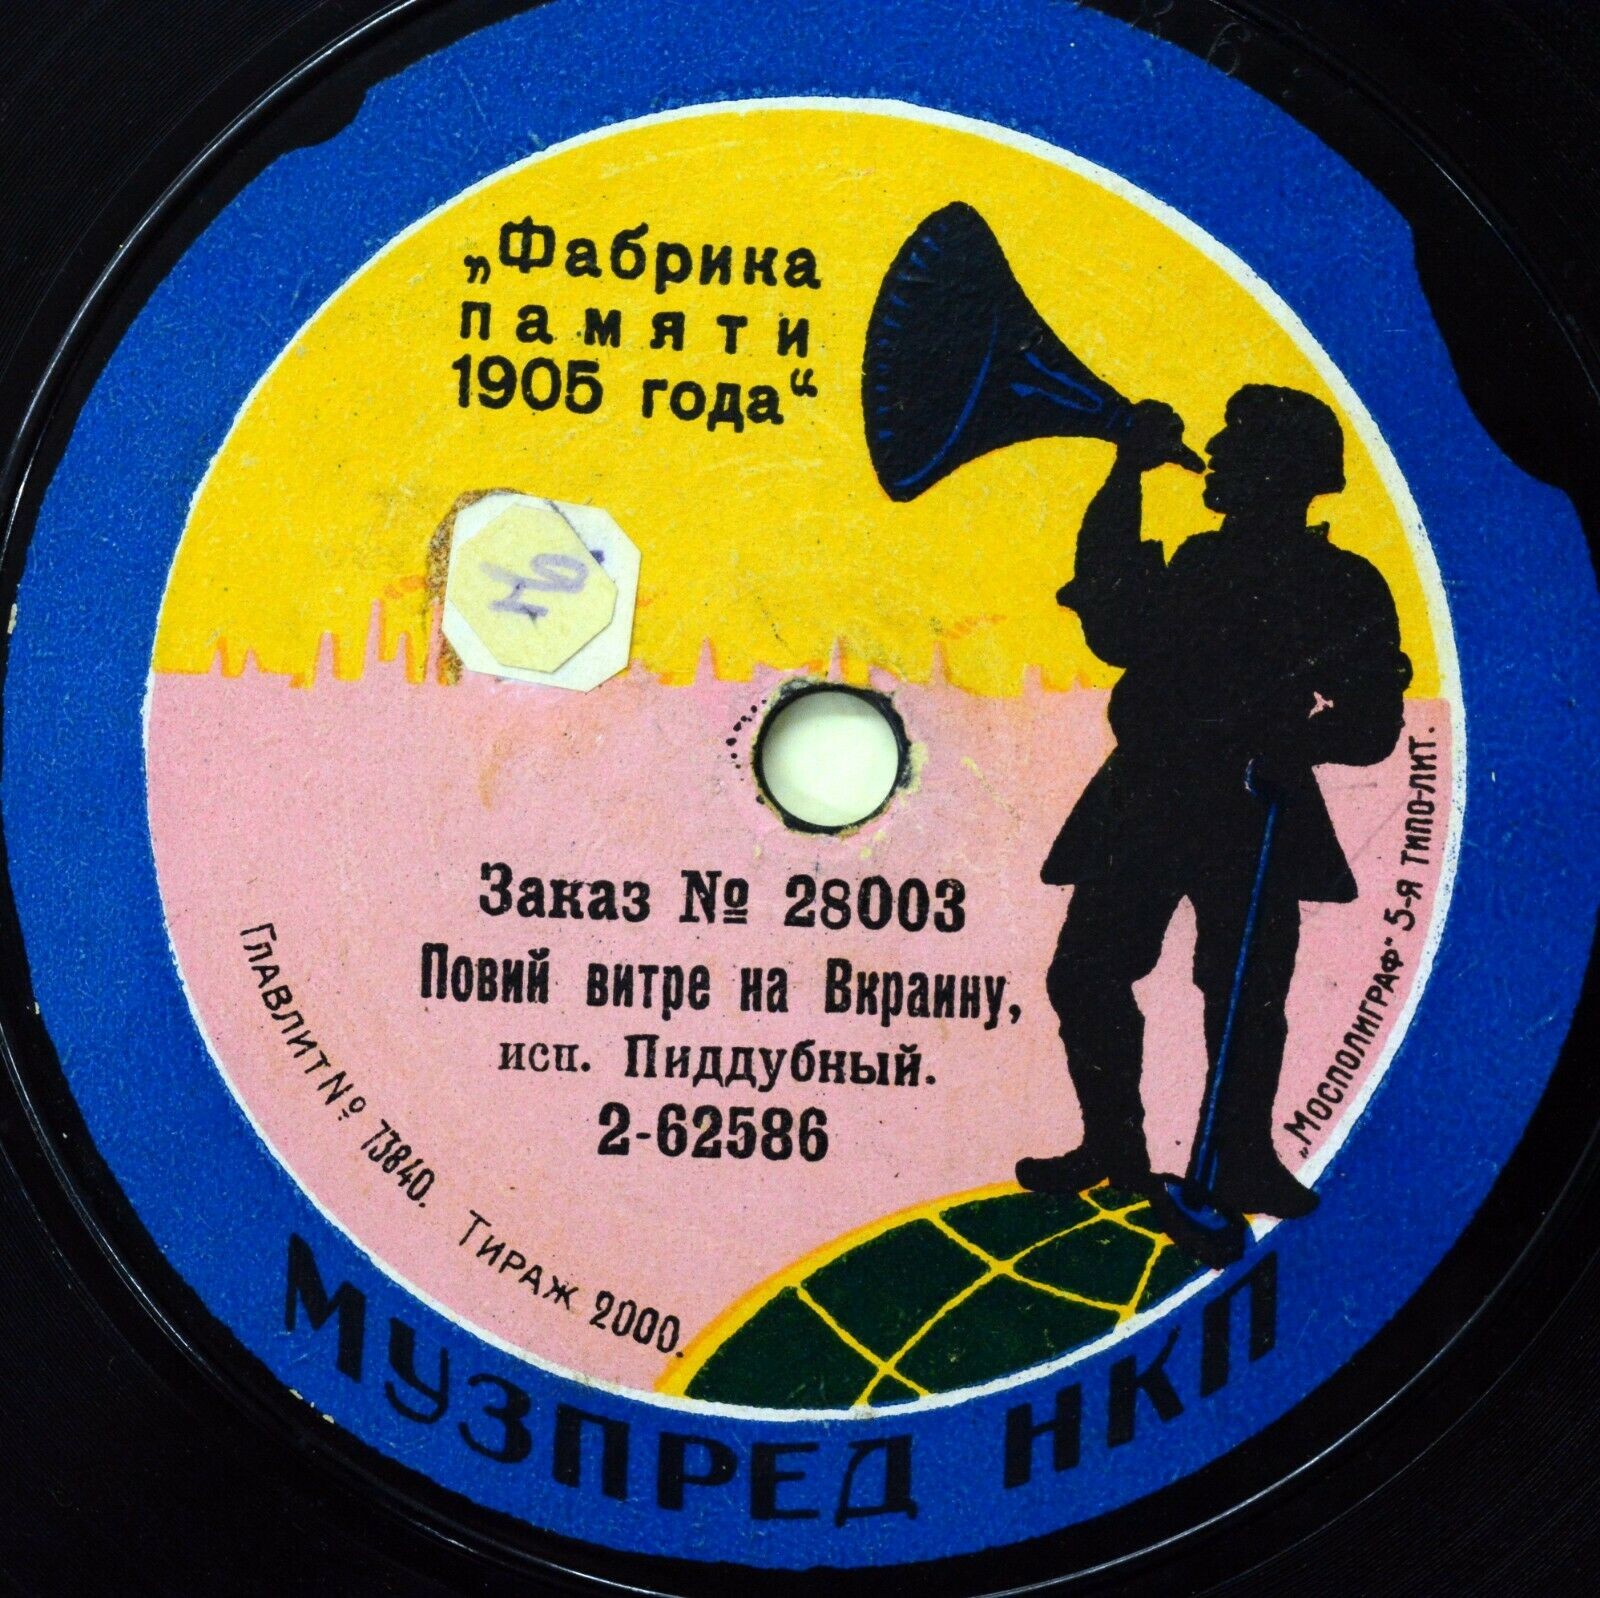 „Фабрика
памяти
1905 года“
Заказ № 28003
Повий витре на Вкраину,
исп. Пиддубный.
2-62586
Главлит № 73840. Тираж 2000.
„Мосполиграф“ 5-я типо-лит.
МУЗПРЕД НКП